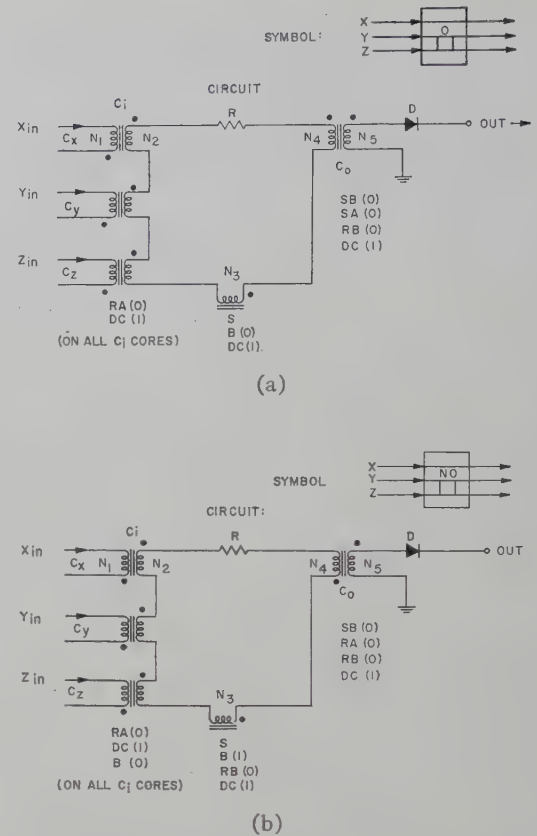 SYMBOL:
X
Y
Z
O
CIRCUIT
Ci
R
D
Xin
Cx
N1
N2
N4
N5
OUT
Co
Yin
Cy
SB (0)
SA (0)
RB (0)
DC (1)
Zin
Cz
N3
RA (0)
DC (1)
(ON ALL Ci CORES)
S
B (0)
DC(1).
(a)
SYMBOL
X
Y
Z
NO
CIRCUIT:
Ci
R
D
Xin
Cx
N1
N2
N4
N5
OUT
Co
Yin
Cy
SB (0)
RA (0)
RB (0)
DC (1)
Zin
Cz
N3
RA (0)
DC (1)
B (0)
(ON ALL Ci CORES)
S
B (1)
RB (0)
DC (1)
(b)